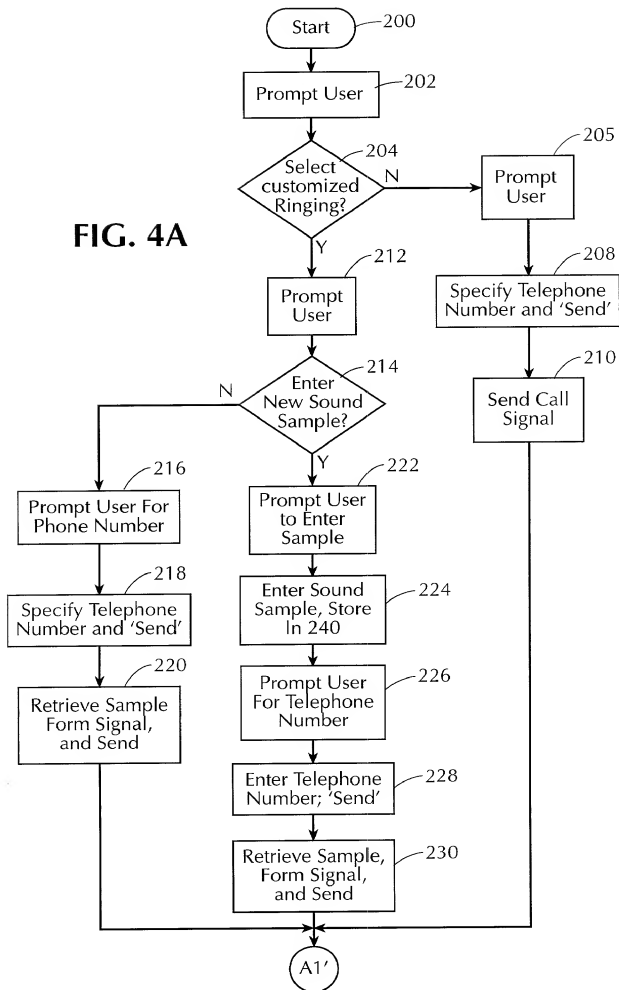 Start
200
Prompt User
202
Select
customized
Ringing?
204
N
Y
Prompt
User
205
FIG. 4A
Prompt
User
212
Specify Telephone
Number and 'Send'
208
Enter
New Sound
Sample?
214
N
Y
Send Call
Signal
210
Prompt User For
Phone Number
216
Prompt User
to Enter
Sample
222
Specify Telephone
Number and 'Send'
218
Enter Sound
Sample, Store
In 240
224
Retrieve Sample
Form Signal,
and Send
220
Prompt User
For Telephone
Number
226
Enter Telephone
Number; 'Send'
228
Retrieve Sample,
Form Signal,
and Send
230
A1'